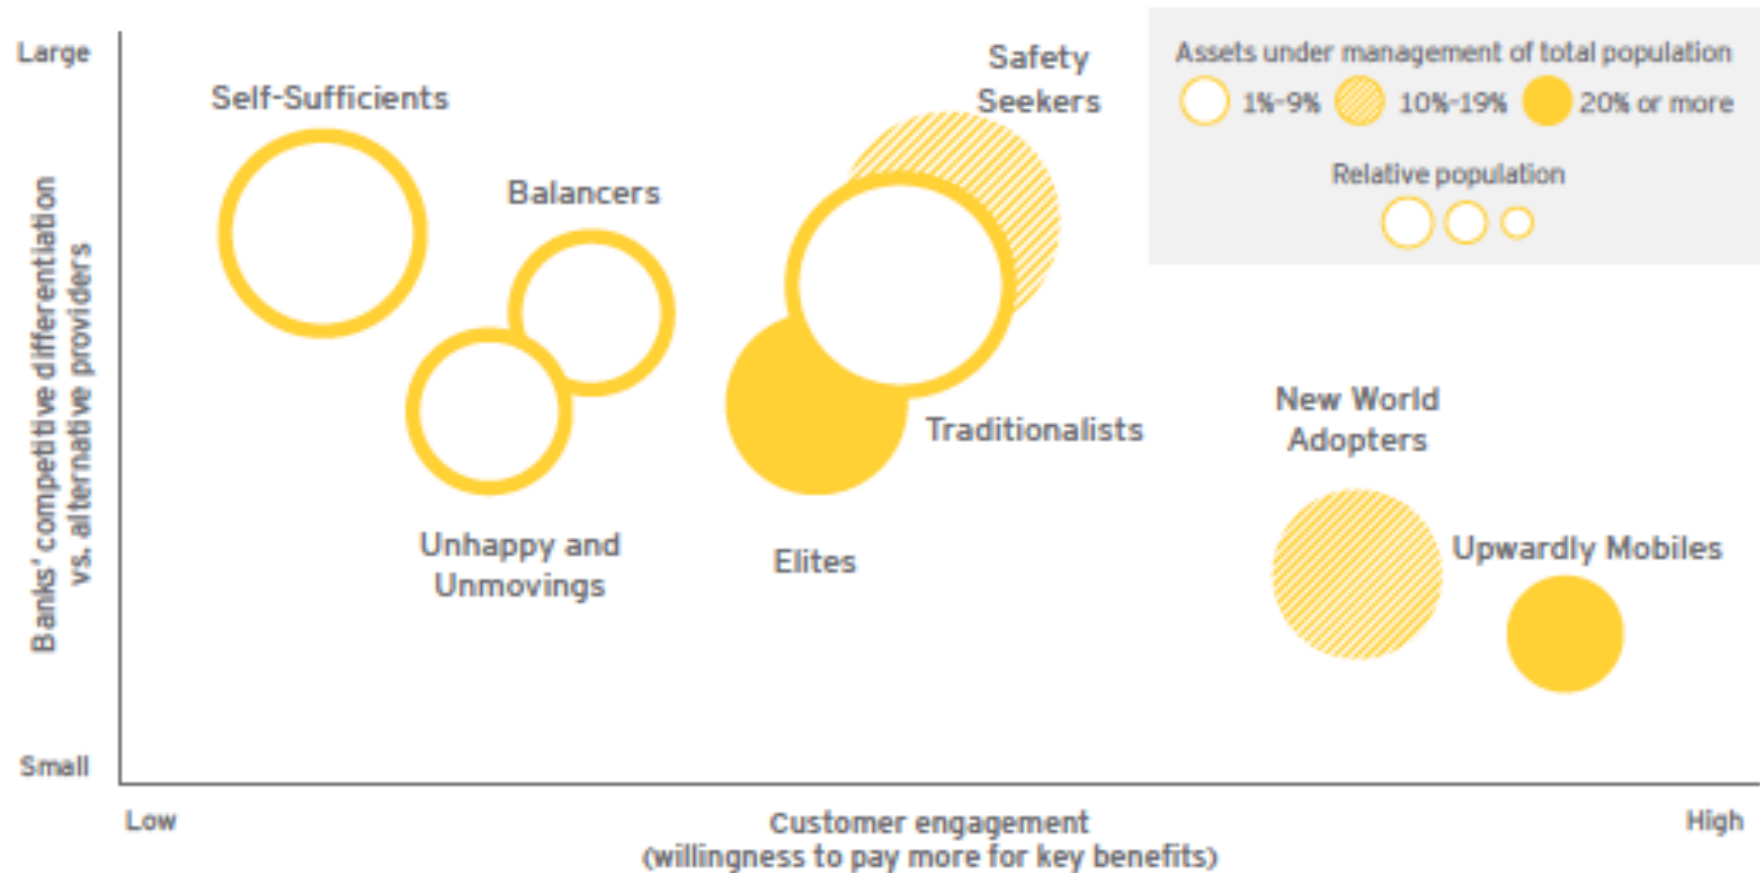 Large
Self-Sufficients
Balancers
Safety
Seekers
Assets under management of total population
1%-9%
10%-19%
20% or more
Relative population
Banks' competitive differentiation
vs. alternative providers
Traditionalists
New World
Adopters
Unhappy and
Unmovings
Elites
Upwardly Mobiles
Small
Low
Customer engagement
(willingness to pay more for key benefits)
High